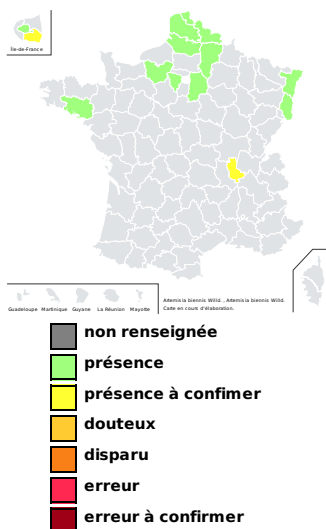 Île-de-France
Guadeloupe Martinique Guyane La Réunion Mayotte
Artemisia biennis Willd. , Artemisia biennis Willd.
Carte en cours d'élaboration.
non renseignée
présence
présence à confimer
douteux
disparu
erreur
erreur à confirmer